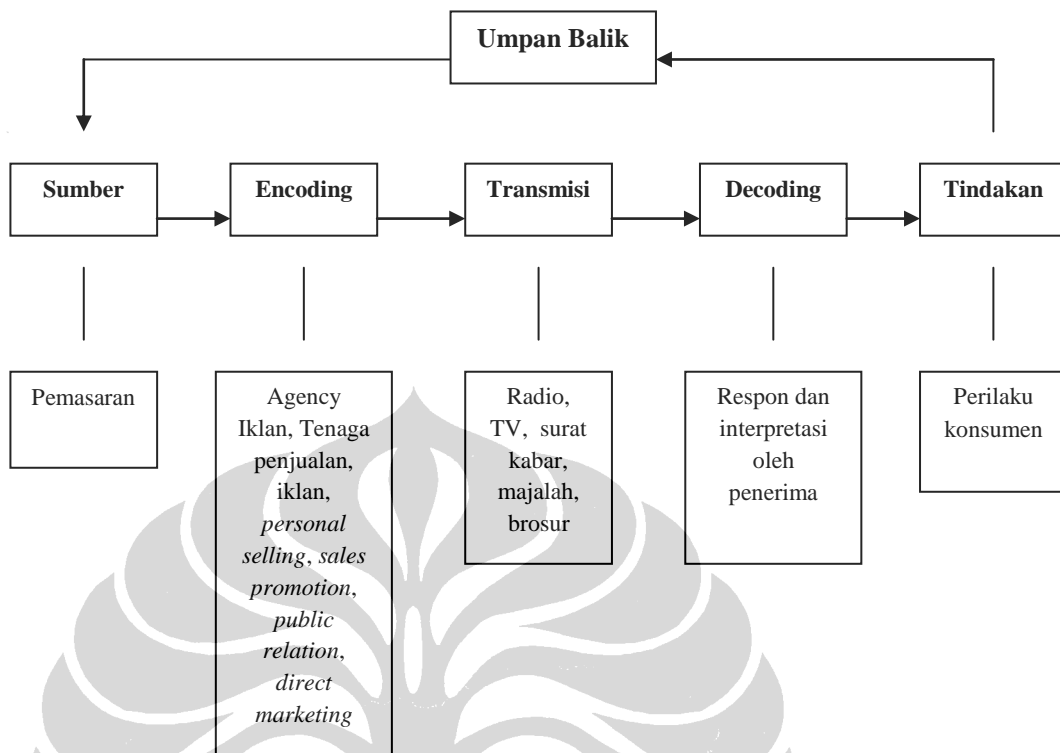 Umpan Balik
Sumber
Encoding
Transmisi
Decoding
Tindakan
Pemasaran
Agency
Iklan, Tenaga
penjualan,
iklan,
personal
selling, sales
promotion,
public
relation,
direct
marketing
Radio,
TV, surat
kabar,
majalah,
brosur
Respon dan
interpretasi
oleh
penerima
Perilaku
konsumen